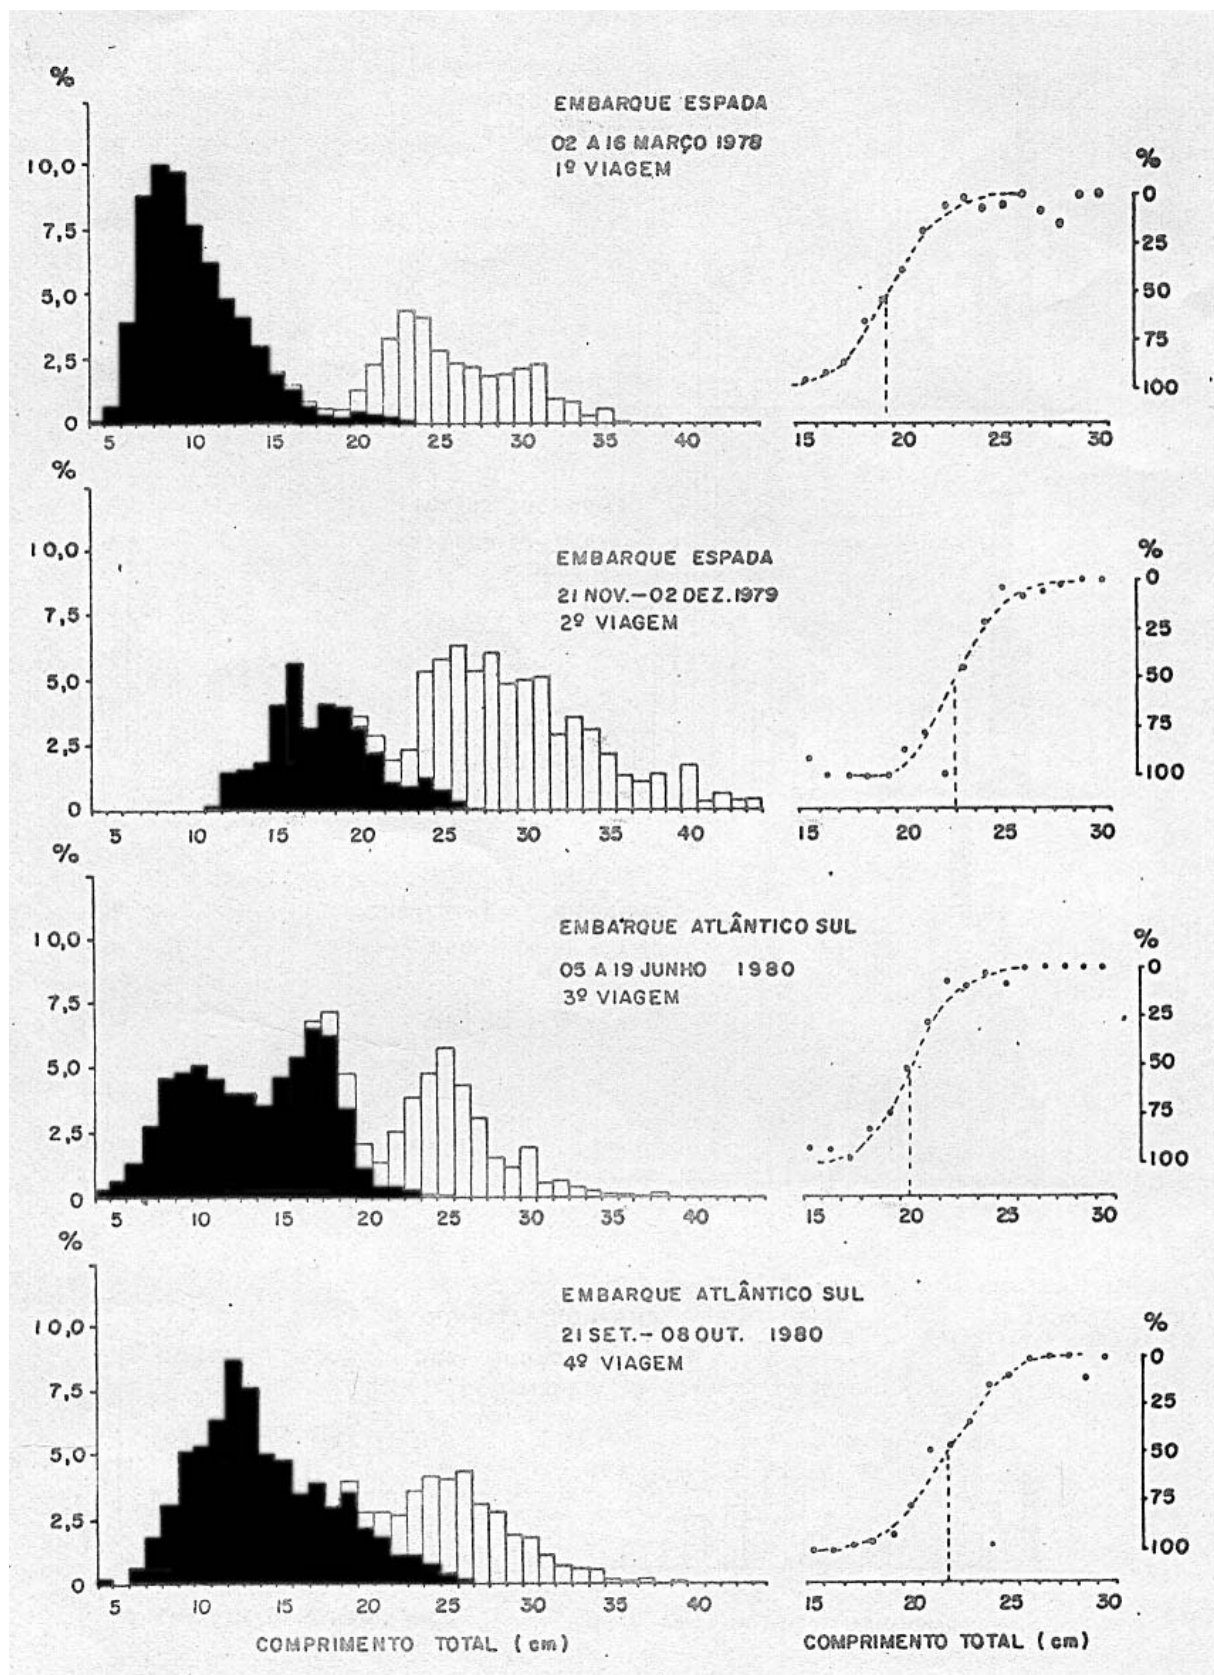 %
EMBARQUE ESPADA
02 A 16 MARÇO 1978
1º VIAGEM
10,0
7,5
5,0
2,5
0
5 10 15 20 25 30 35 40
%
0
25
50
75
100
15 20 25 30
%
EMBARQUE ESPADA
21 NOV.-02 DEZ.1979
2º VIAGEM
10,0
7,5
5,0
2,5
0
5 10 15 20 25 30 35 40
%
0
25
50
75
100
15 20 25 30
%
EMBARQUE ATLÂNTICO SUL
05 A 19 JUNHO 1980
3º VIAGEM
10,0
7,5
5,0
2,5
0
5 10 15 20 25 30 35 40
%
0
25
50
75
100
15 20 25 30
%
EMBARQUE ATLÂNTICO SUL
21 SET.- 08 OUT. 1980
4º VIAGEM
10,0
7,5
5,0
2,5
0
5 10 15 20 25 30 35 40
COMPRIMENTO TOTAL (cm)
%
0
25
50
75
100
15 20 25 30
COMPRIMENTO TOTAL (cm)